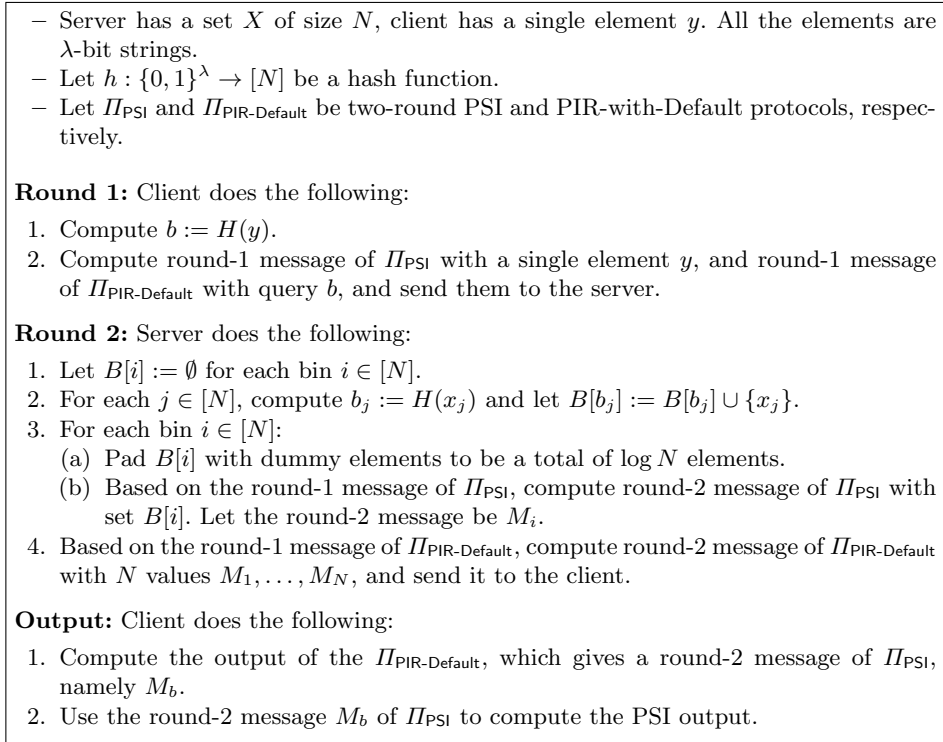 – Server has a set X of size N, client has a single element y. All the elements are
λ-bit strings.
– Let h : {0, 1}^λ → [N] be a hash function.
– Let Π_PSI and Π_PIR-Default be two-round PSI and PIR-with-Default protocols, respec-
tively.
Round 1: Client does the following:
1. Compute b := H(y).
2. Compute round-1 message of Π_PSI with a single element y, and round-1 message
of Π_PIR-Default with query b, and send them to the server.
Round 2: Server does the following:
1. Let B[i] := ∅ for each bin i ∈ [N].
2. For each j ∈ [N], compute b_j := H(x_j) and let B[b_j] := B[b_j] ∪ {x_j}.
3. For each bin i ∈ [N]:
(a) Pad B[i] with dummy elements to be a total of log N elements.
(b) Based on the round-1 message of Π_PSI, compute round-2 message of Π_PSI with
set B[i]. Let the round-2 message be M_i.
4. Based on the round-1 message of Π_PIR-Default, compute round-2 message of Π_PIR-Default
with N values M_1, . . . , M_N, and send it to the client.
Output: Client does the following:
1. Compute the output of the Π_PIR-Default, which gives a round-2 message of Π_PSI,
namely M_b.
2. Use the round-2 message M_b of Π_PSI to compute the PSI output.